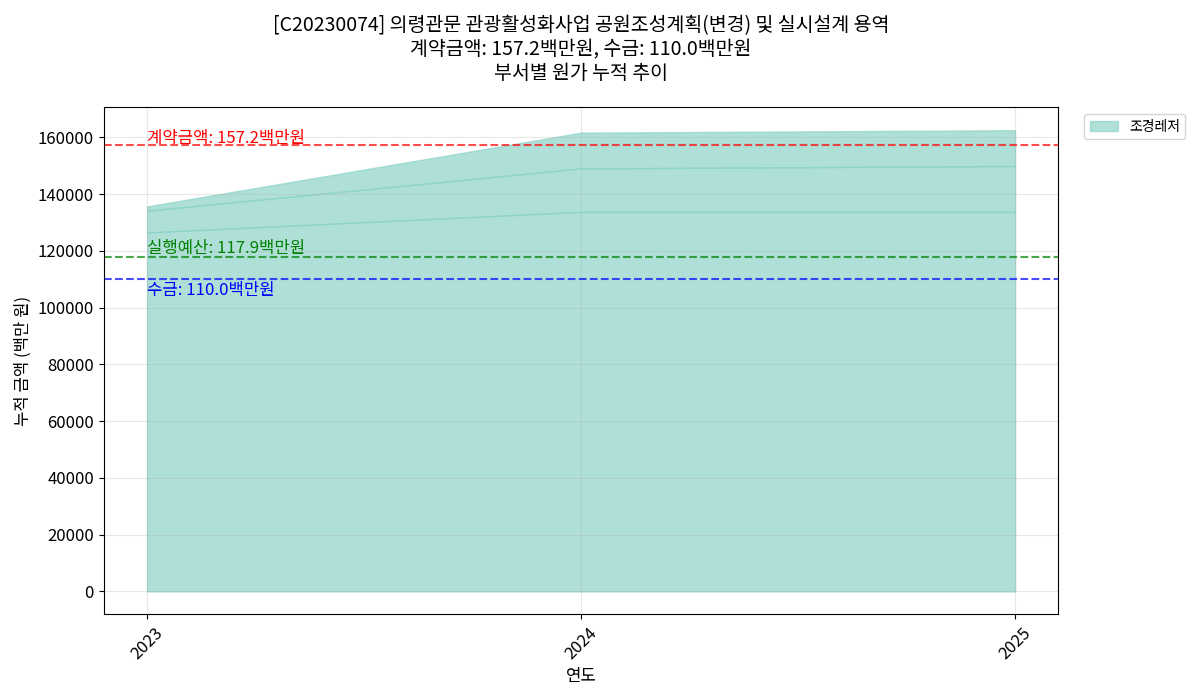 [C20230074] 의령관문 관광활성화사업 공원조성계획(변경) 및 실시설계 용역
계약금액: 157.2백만원, 수금: 110.0백만원
부서별 원가 누적 추이
조경레저
계약금액: 157.2백만원
실행예산: 117.9백만원
수금: 110.0백만원
누적 금액 (백만 원)
160000
140000
120000
100000
80000
60000
40000
20000
0
2023
2024
2025
연도